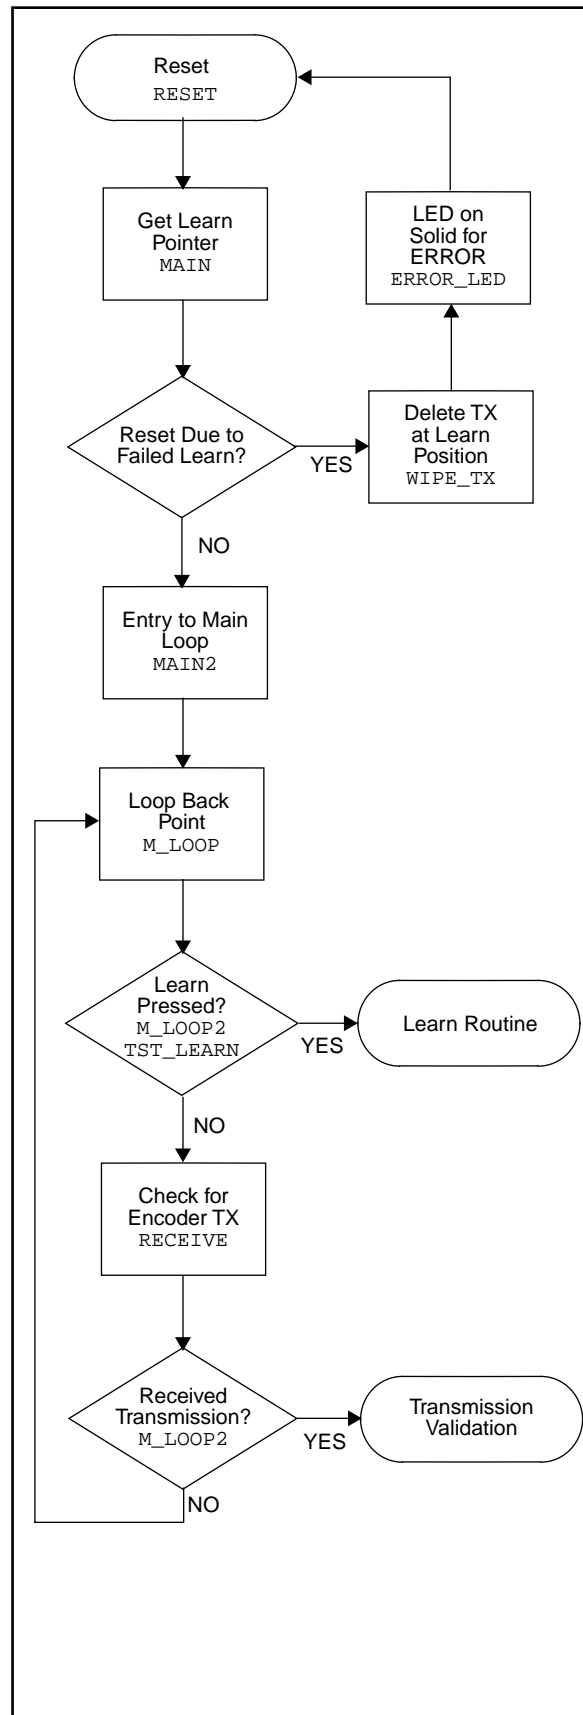 Reset
RESET
Get Learn
Pointer
MAIN
LED on
Solid for
ERROR
ERROR_LED
Reset Due to
Failed Learn?
YES
Delete TX
at Learn
Position
WIPE_TX
NO
Entry to Main
Loop
MAIN2
Loop Back
Point
M_LOOP
Learn
Pressed?
M_LOOP2
TST_LEARN
YES
Learn Routine
NO
Check for
Encoder TX
RECEIVE
Received
Transmission?
M_LOOP2
YES
Transmission
Validation
NO